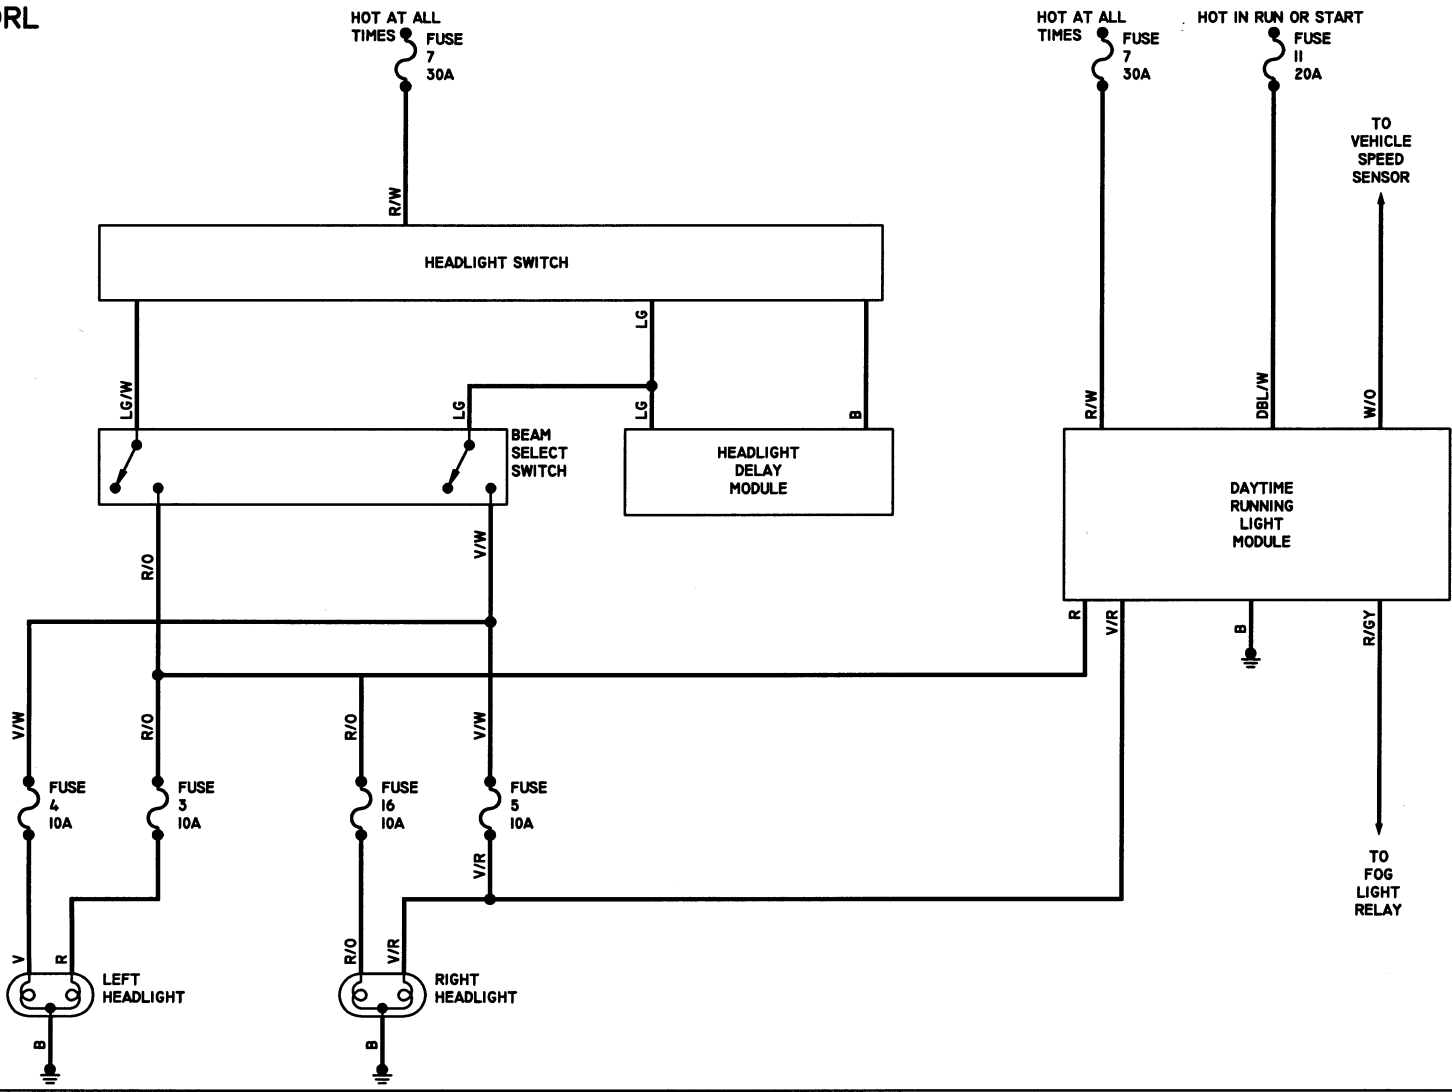 DRL
HOT AT ALL
TIMES
FUSE
7
30A
HOT AT ALL
TIMES
FUSE
7
30A
HOT IN RUN OR START
FUSE
11
20A
TO
VEHICLE
SPEED
SENSOR
R/W
HEADLIGHT SWITCH
LG/W
LG
LG
LG
B
R/W
DBL/W
W/O
BEAM
SELECT
SWITCH
HEADLIGHT
DELAY
MODULE
DAYTIME
RUNNING
LIGHT
MODULE
R/O
V/W
R
V/R
B
R/GY
V/W
R/O
R/O
V/W
FUSE
4
10A
FUSE
3
10A
FUSE
16
10A
FUSE
5
10A
V/R
TO
FOG
LIGHT
RELAY
V
R
R/O
V/R
LEFT
HEADLIGHT
RIGHT
HEADLIGHT
B
B